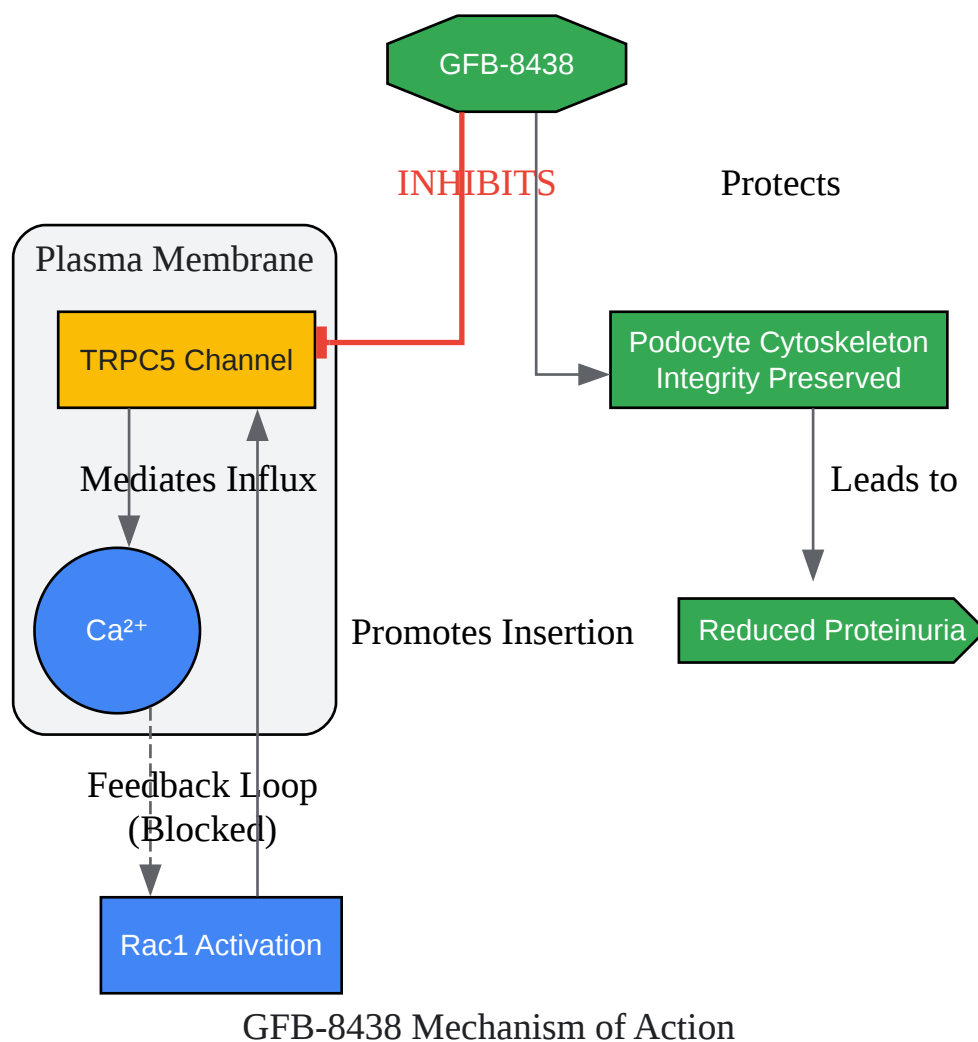 GFB-8438
INHIBITS
Protects
Plasma Membrane
TRPC5 Channel
Podocyte Cytoskeleton
Integrity Preserved
Mediates Influx
Leads to
Ca²⁺
Promotes Insertion
Reduced Proteinuria
Feedback Loop
(Blocked)
Rac1 Activation
GFB-8438 Mechanism of Action